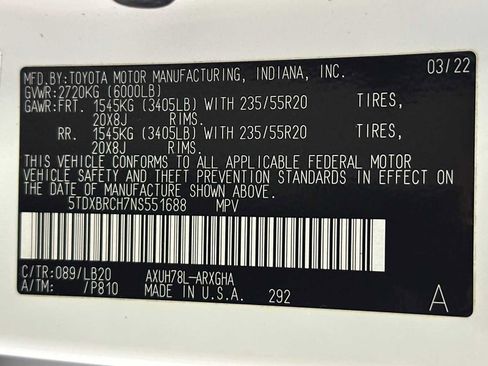 MFD.BY:TOYOTA MOTOR MANUFACTURING, INDIANA, INC. 03/22
GVWR:2720KG (6000LB)
GAWR:FRT. 1545KG (3405LB) WITH 235/55R20 TIRES,
20X8J RIMS.
RR. 1545KG (3405LB) WITH 235/55R20 TIRES,
20X8J RIMS.
THIS VEHICLE CONFORMS TO ALL APPLICABLE FEDERAL MOTOR
VEHICLE SAFETY AND THEFT PREVENTION STANDARDS IN EFFECT ON
THE DATE OF MANUFACTURE SHOWN ABOVE.
5TDXBRCH7NS551688 MPV
C/TR:089/LB20 AXUH78L-ARXGHA
A/TM: /P810 MADE IN U.S.A. 292 A